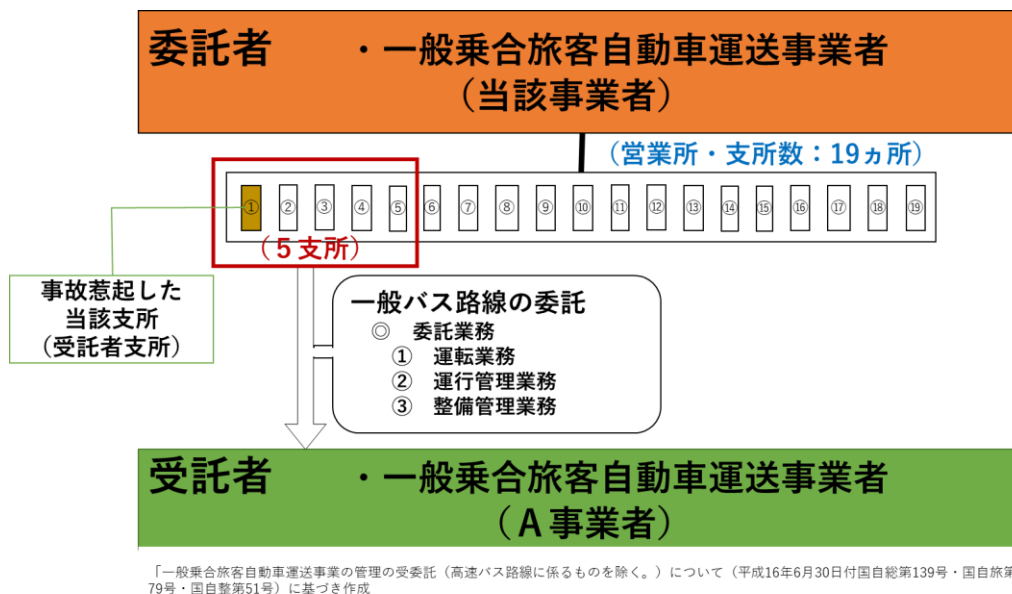 委託者　・一般乗合旅客自動車運送事業者
（当該事業者）
（営業所・支所数：19ヵ所）
① ② ③ ④ ⑤ ⑥ ⑦ ⑧ ⑨ ⑩ ⑪ ⑫ ⑬ ⑭ ⑮ ⑯ ⑰ ⑱ ⑲
（５支所）
事故惹起した
当該支所
（受託者支所）
一般バス路線の委託
◎　委託業務
①　運転業務
②　運行管理業務
③　整備管理業務
受託者　・一般乗合旅客自動車運送事業者
（Ａ事業者）
「一般乗合旅客自動車運送事業の管理の受委託（高速バス路線に係るものを除く。）について（平成16年6月30日付国自総第139号・国自旅第
79号・国自整第51号）に基づき作成